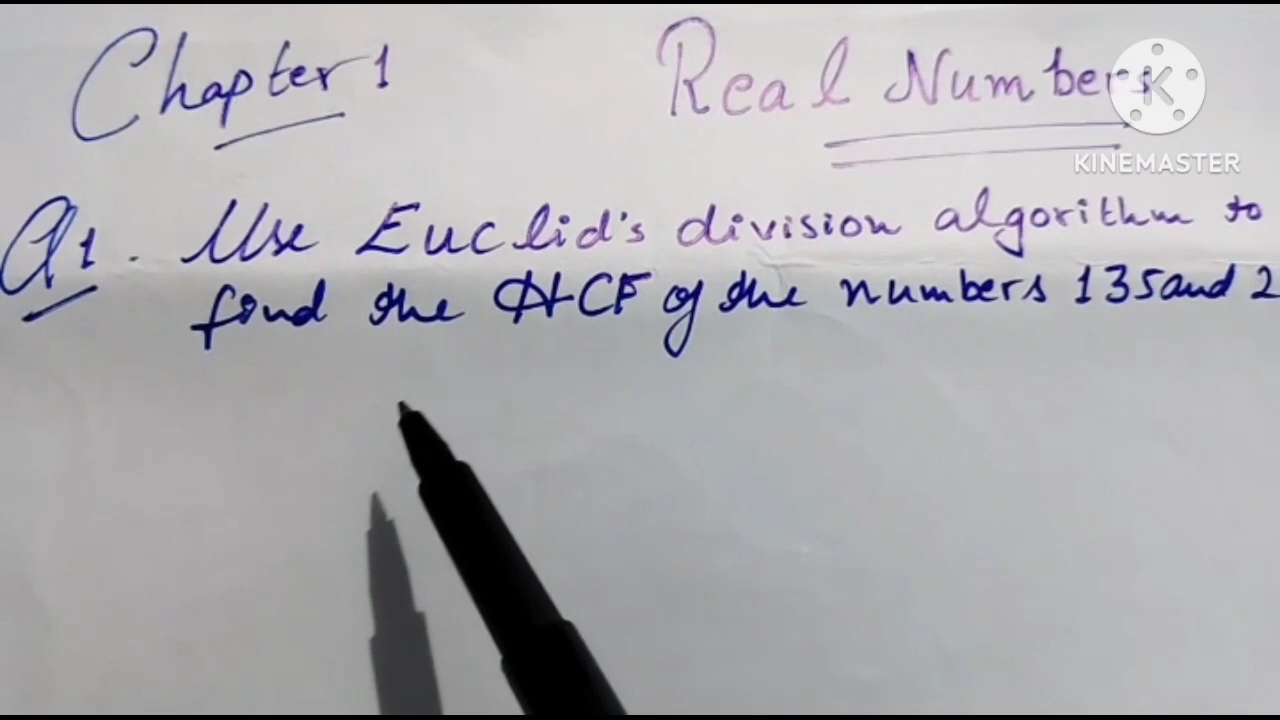 Chapter 1
Real Numbers
KINEMASTER
Q1. Use Euclid's division algorithm to
find the HCF of the numbers 135 and 2